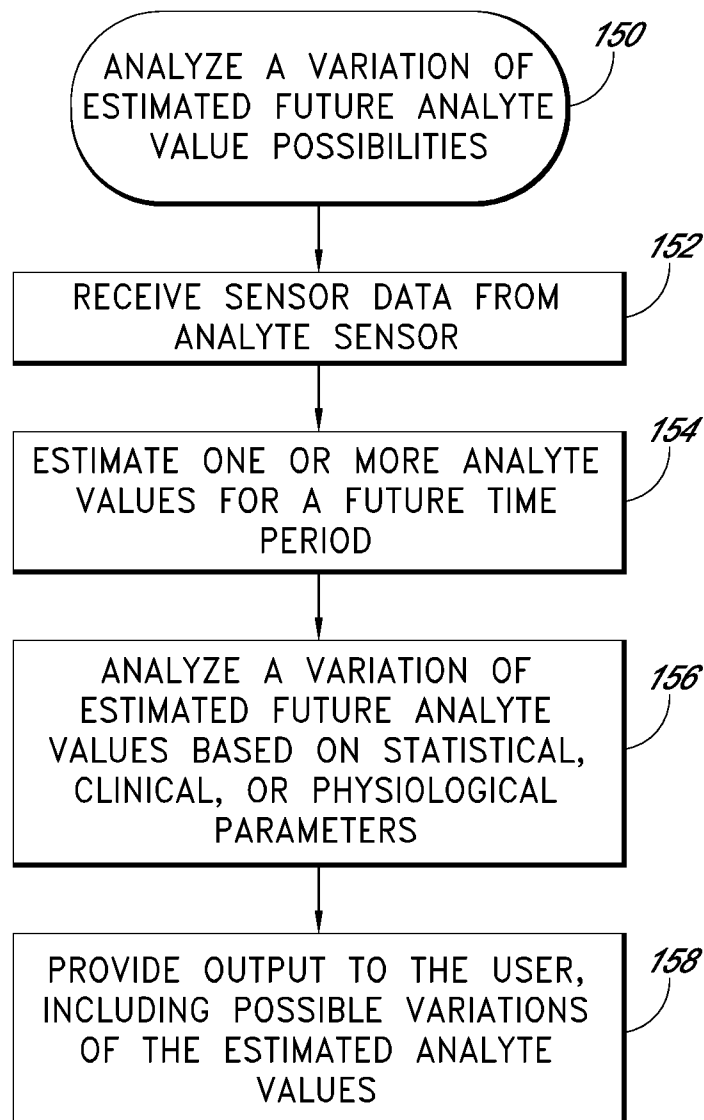 150
ANALYZE A VARIATION OF
ESTIMATED FUTURE ANALYTE
VALUE POSSIBILITIES
152
RECEIVE SENSOR DATA FROM
ANALYTE SENSOR
154
ESTIMATE ONE OR MORE ANALYTE
VALUES FOR A FUTURE TIME
PERIOD
156
ANALYZE A VARIATION OF
ESTIMATED FUTURE ANALYTE
VALUES BASED ON STATISTICAL,
CLINICAL, OR PHYSIOLOGICAL
PARAMETERS
158
PROVIDE OUTPUT TO THE USER,
INCLUDING POSSIBLE VARIATIONS
OF THE ESTIMATED ANALYTE
VALUES